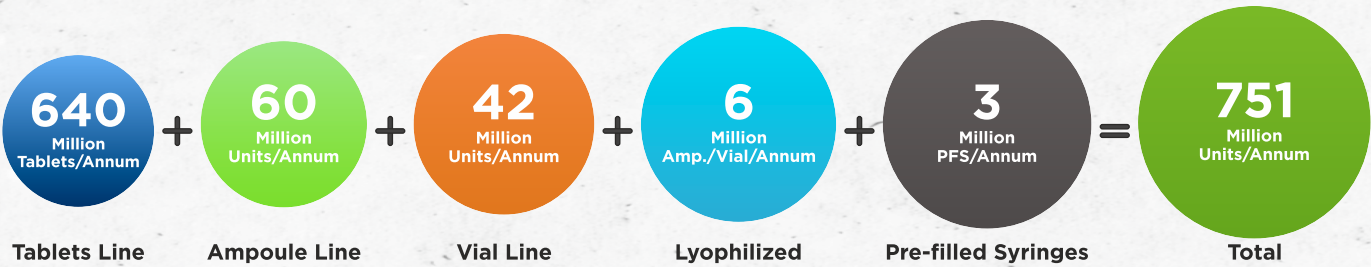 640
Million
Tablets/Annum
+
60
Million
Units/Annum
+
42
Million
Units/Annum
+
6
Million
Amp./Vial/Annum
+
3
Million
PFS/Annum
=
751
Million
Units/Annum
Tablets Line
Ampoule Line
Vial Line
Lyophilized
Pre-filled Syringes
Total